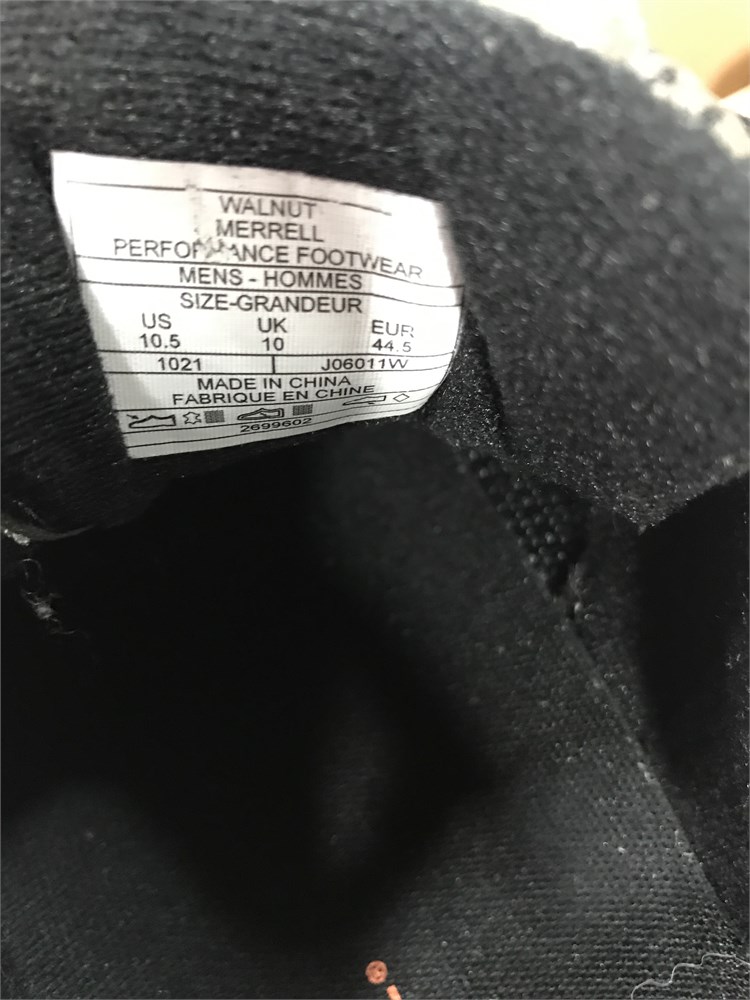 WALNUT
MERRELL
PERFORMANCE FOOTWEAR
MENS - HOMMES
SIZE-GRANDEUR
US UK EUR
10.5 10 44.5
1021 J06011W
MADE IN CHINA
FABRIQUE EN CHINE
2699602